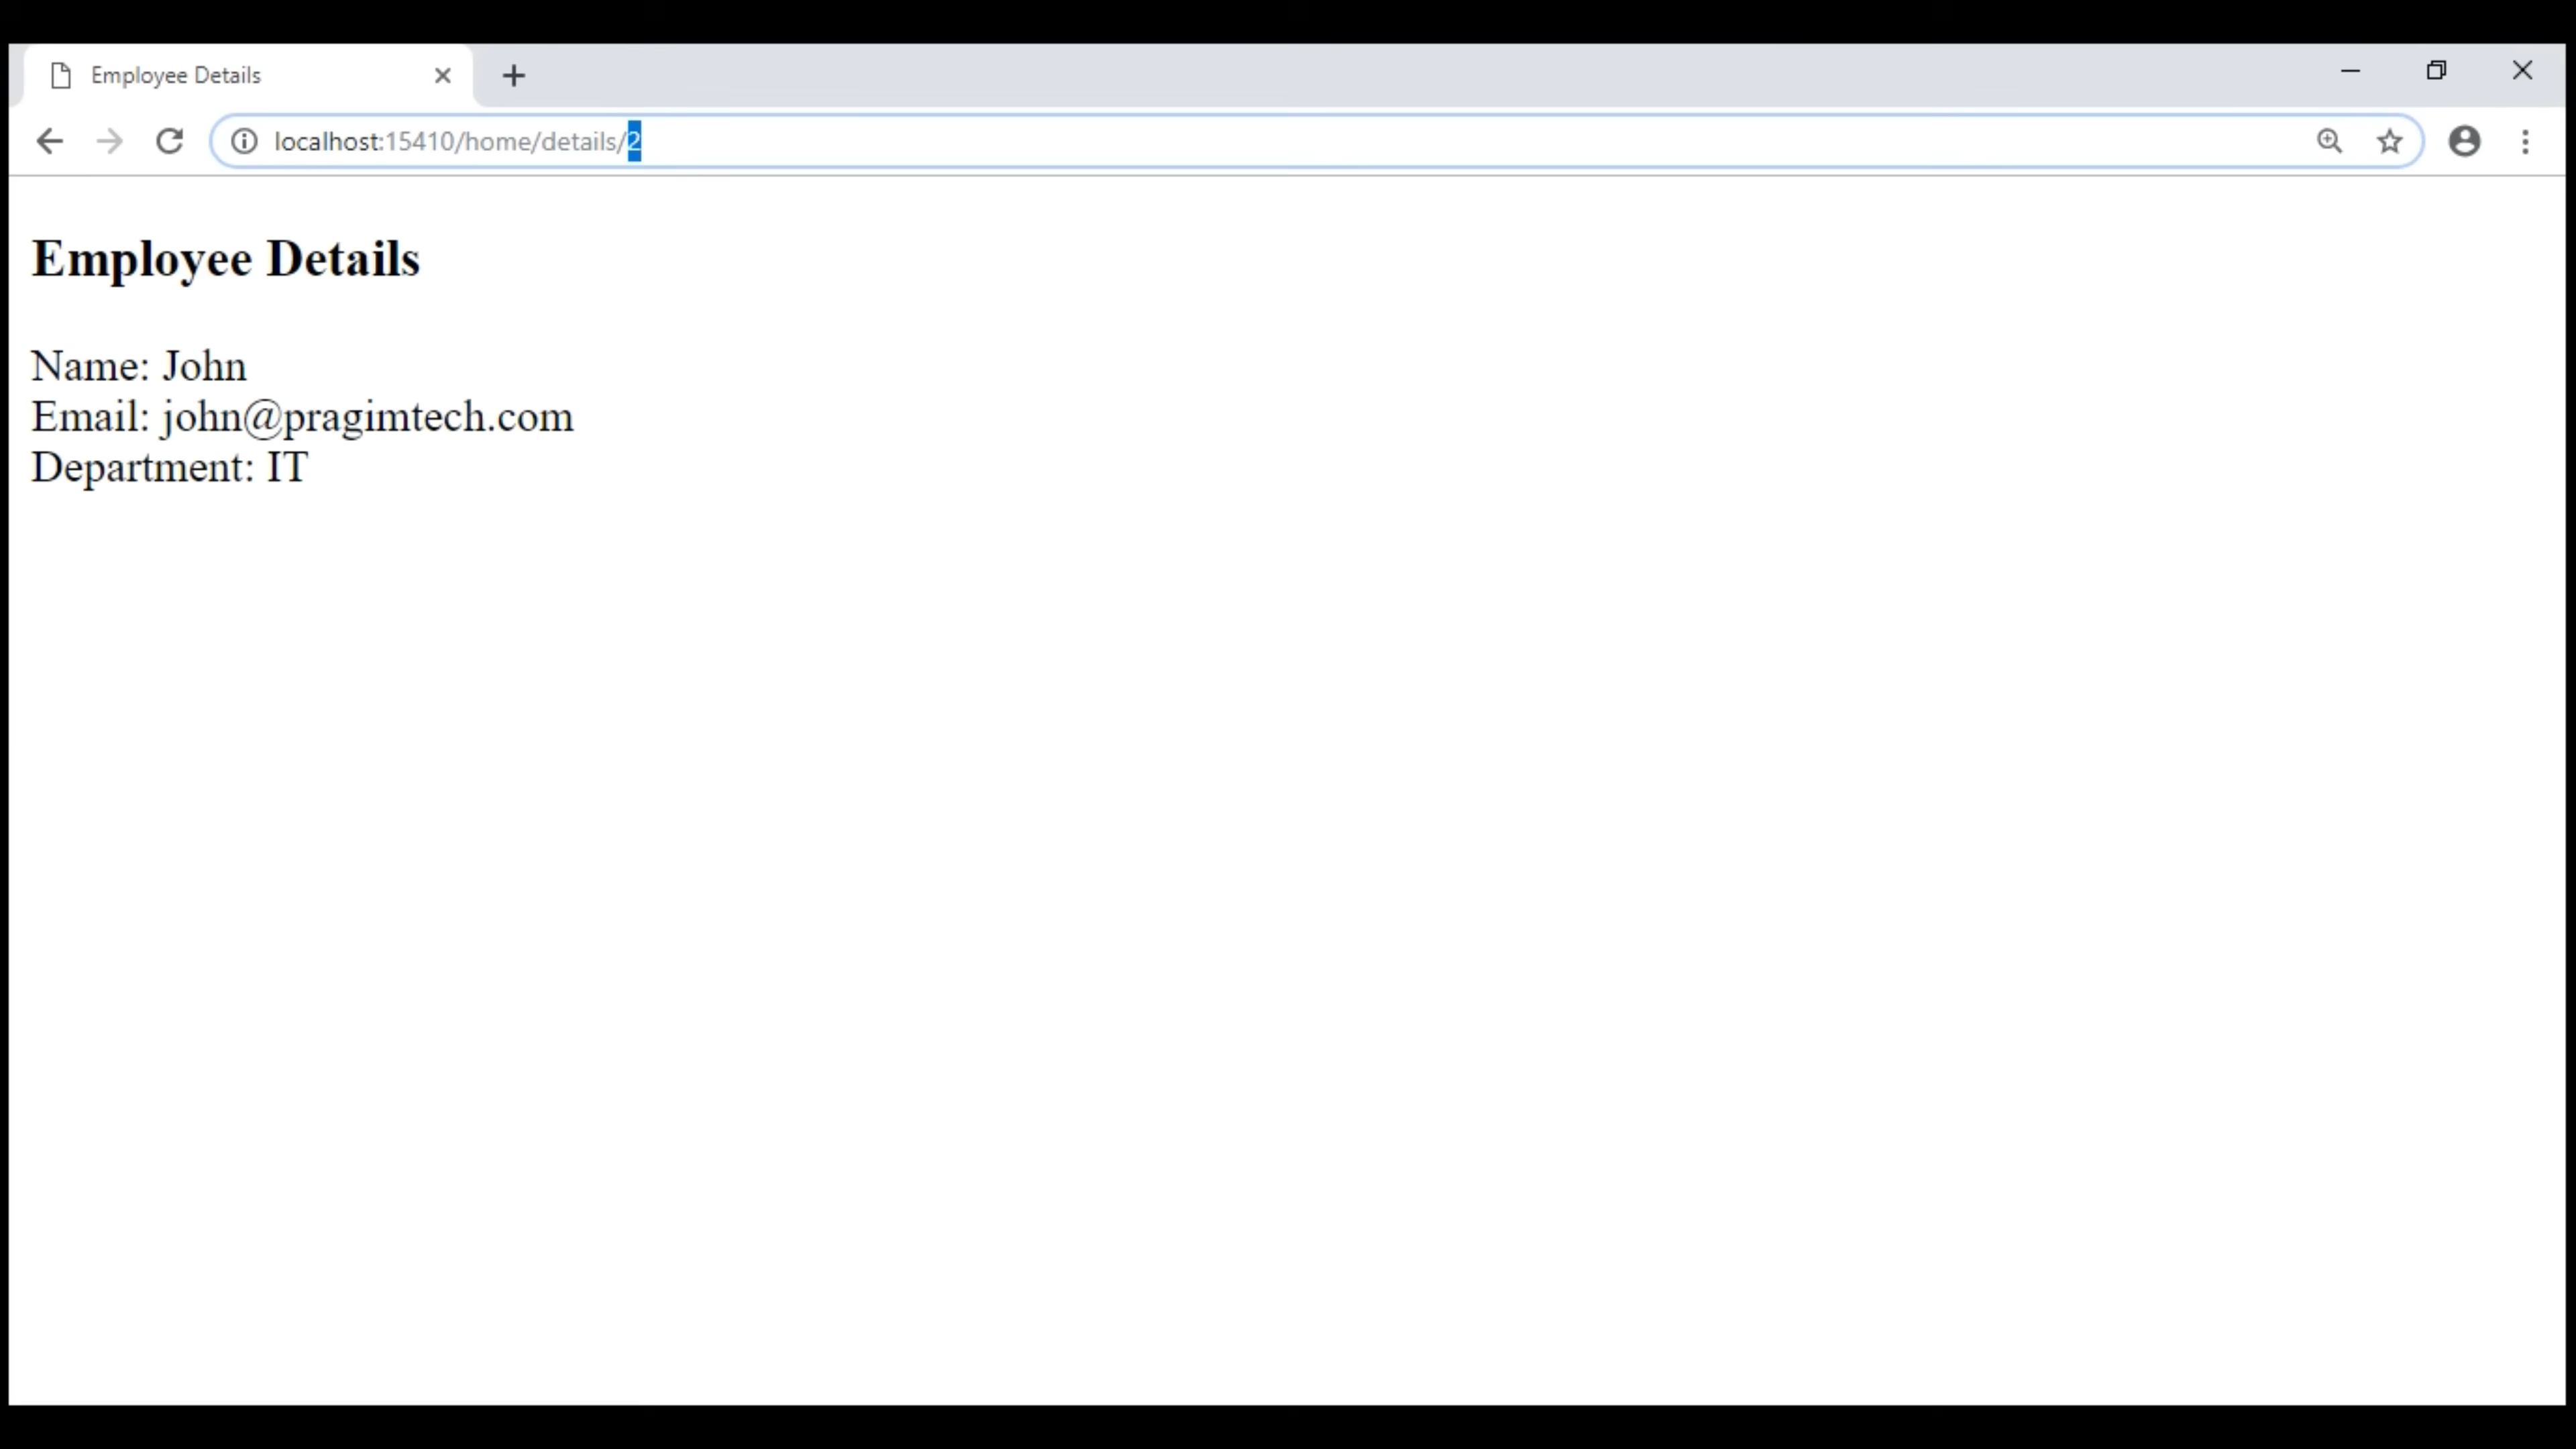 Employee Details
localhost:15410/home/details/2
Employee Details
Name: John
Email: john@pragimtech.com
Department: IT